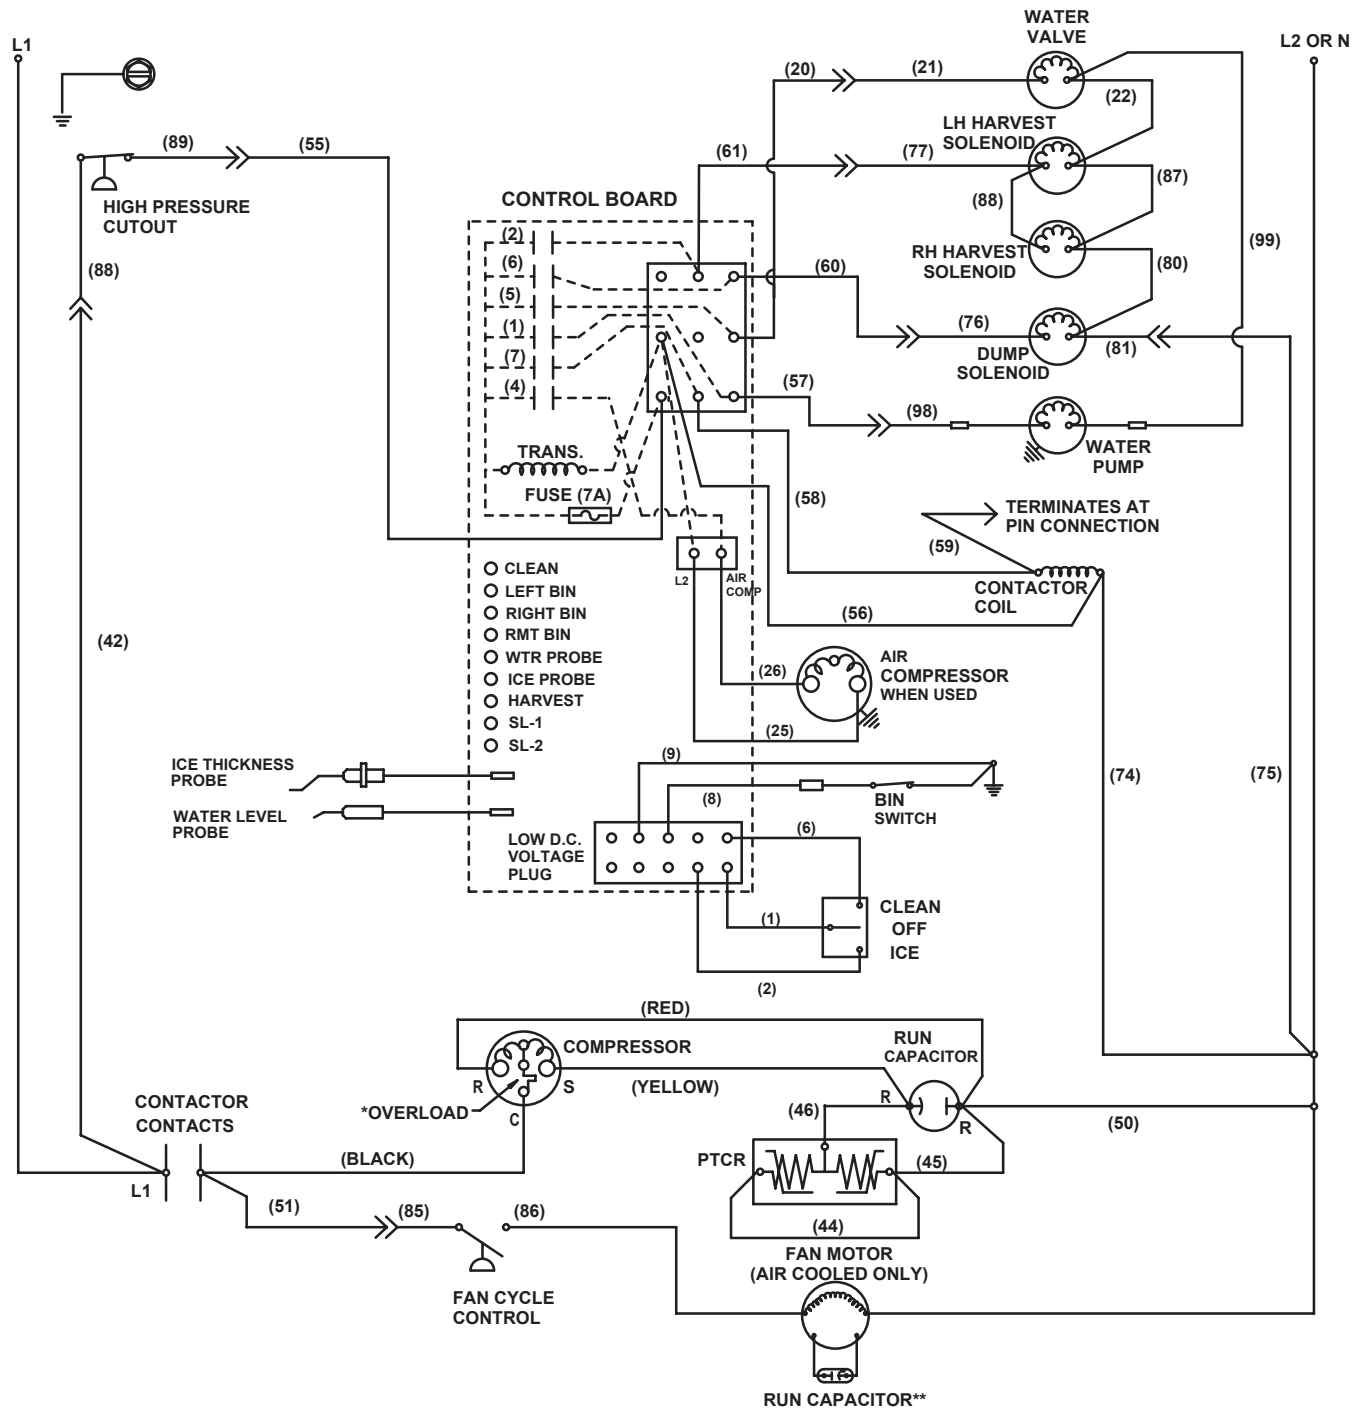 WATER
VALVE
L1
L2 OR N
(20)
(21)
(22)
LH HARVEST
SOLENOID
(89)
(55)
(61)
(77)
(87)
HIGH PRESSURE
CUTOUT
CONTROL BOARD
(88)
(2)
(99)
RH HARVEST
SOLENOID
(80)
(88)
(6)
(60)
(5)
(76)
(1)
(81)
DUMP
SOLENOID
(7)
(4)
(57)
(98)
WATER
PUMP
TRANS.
FUSE (7A)
(58)
TERMINATES AT
PIN CONNECTION
(59)
CONTACTOR
COIL
L2
AIR
COMP
CLEAN
LEFT BIN
RIGHT BIN
RMT BIN
WTR PROBE
ICE PROBE
HARVEST
SL-1
SL-2
(56)
(42)
AIR
COMPRESSOR
WHEN USED
(26)
(25)
(9)
ICE THICKNESS
PROBE
(74)
(75)
(8)
BIN
SWITCH
WATER LEVEL
PROBE
LOW D.C.
VOLTAGE
PLUG
(6)
CLEAN
OFF
ICE
(1)
(2)
(RED)
COMPRESSOR
RUN
CAPACITOR
R
S
(YELLOW)
*OVERLOAD
C
R
R
(46)
(50)
CONTACTOR
CONTACTS
(BLACK)
PTCR
(45)
L1
(51)
(85)
(86)
(44)
FAN MOTOR
(AIR COOLED ONLY)
FAN CYCLE
CONTROL
RUN CAPACITOR**